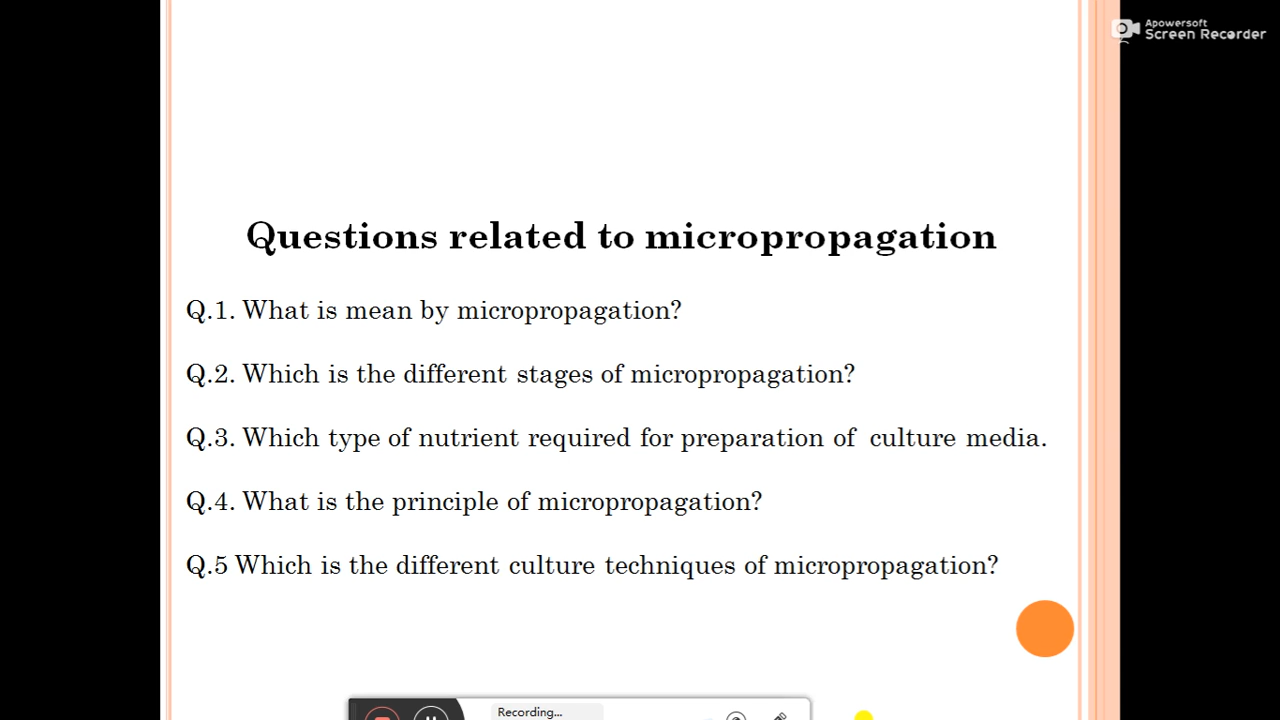 Apowersoft
Screen Recorder
Questions related to micropropagation
Q.1. What is mean by micropropagation?
Q.2. Which is the different stages of micropropagation?
Q.3. Which type of nutrient required for preparation of culture media.
Q.4. What is the principle of micropropagation?
Q.5 Which is the different culture techniques of micropropagation?
Recording...